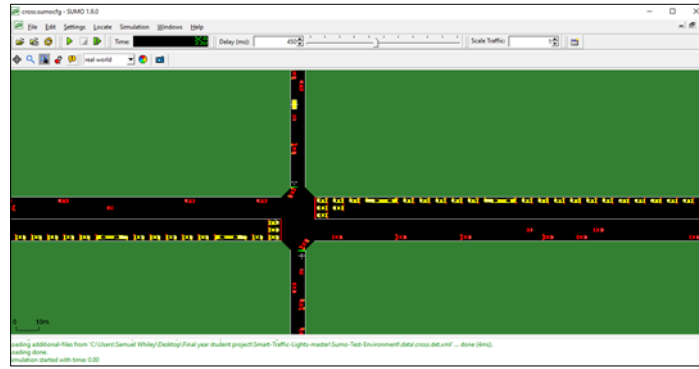 cross.sumocfg - SUMO 1.8.0
File Edit Settings Locate Simulation Windows Help
Time: Delay (ms): 450 Scale Traffic: 1
real world
0 10m
oading additional-files from 'C:\Users\Samuel Whiley\Desktop\Final year student project\Smart-Traffic-Lights-master\Sumo-Test-Environment\data\cross.det.xml' ... done (4ms).
oading done.
imulation started with time: 0.00